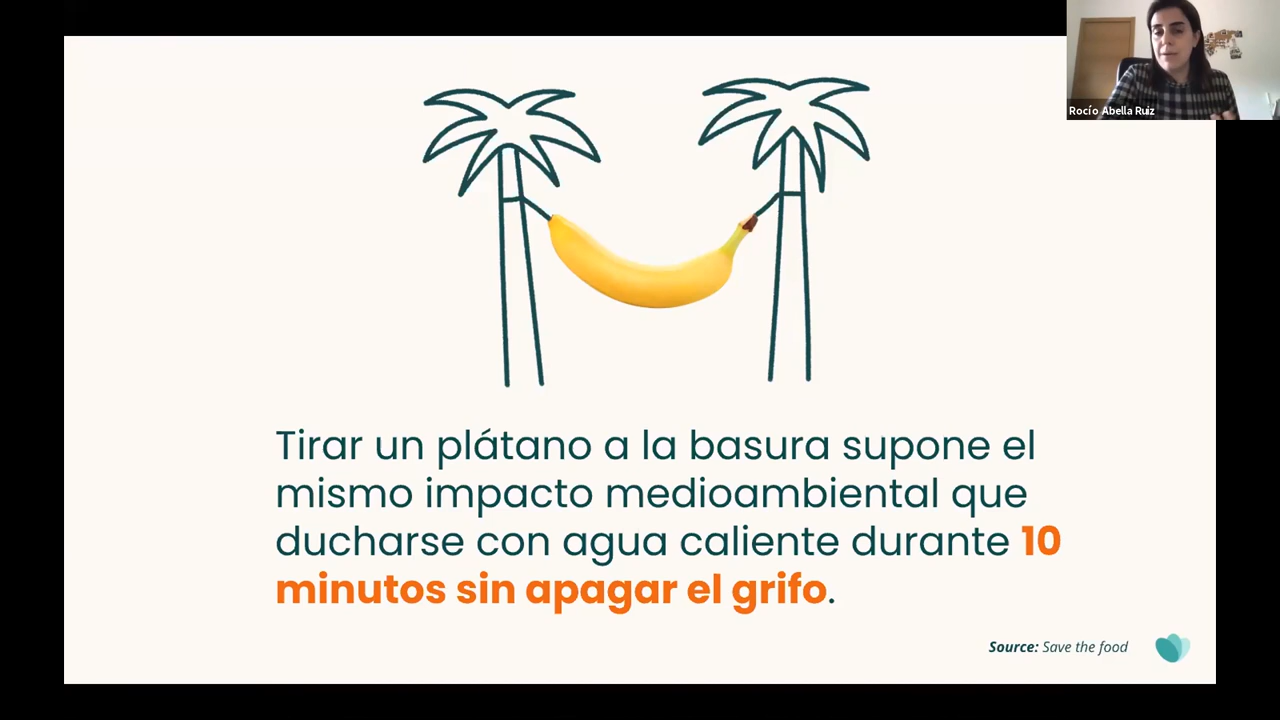 Rocío Abella Ruiz
Tirar un plátano a la basura supone el
mismo impacto medioambiental que
ducharse con agua caliente durante 10
minutos sin apagar el grifo.
Source: Save the food